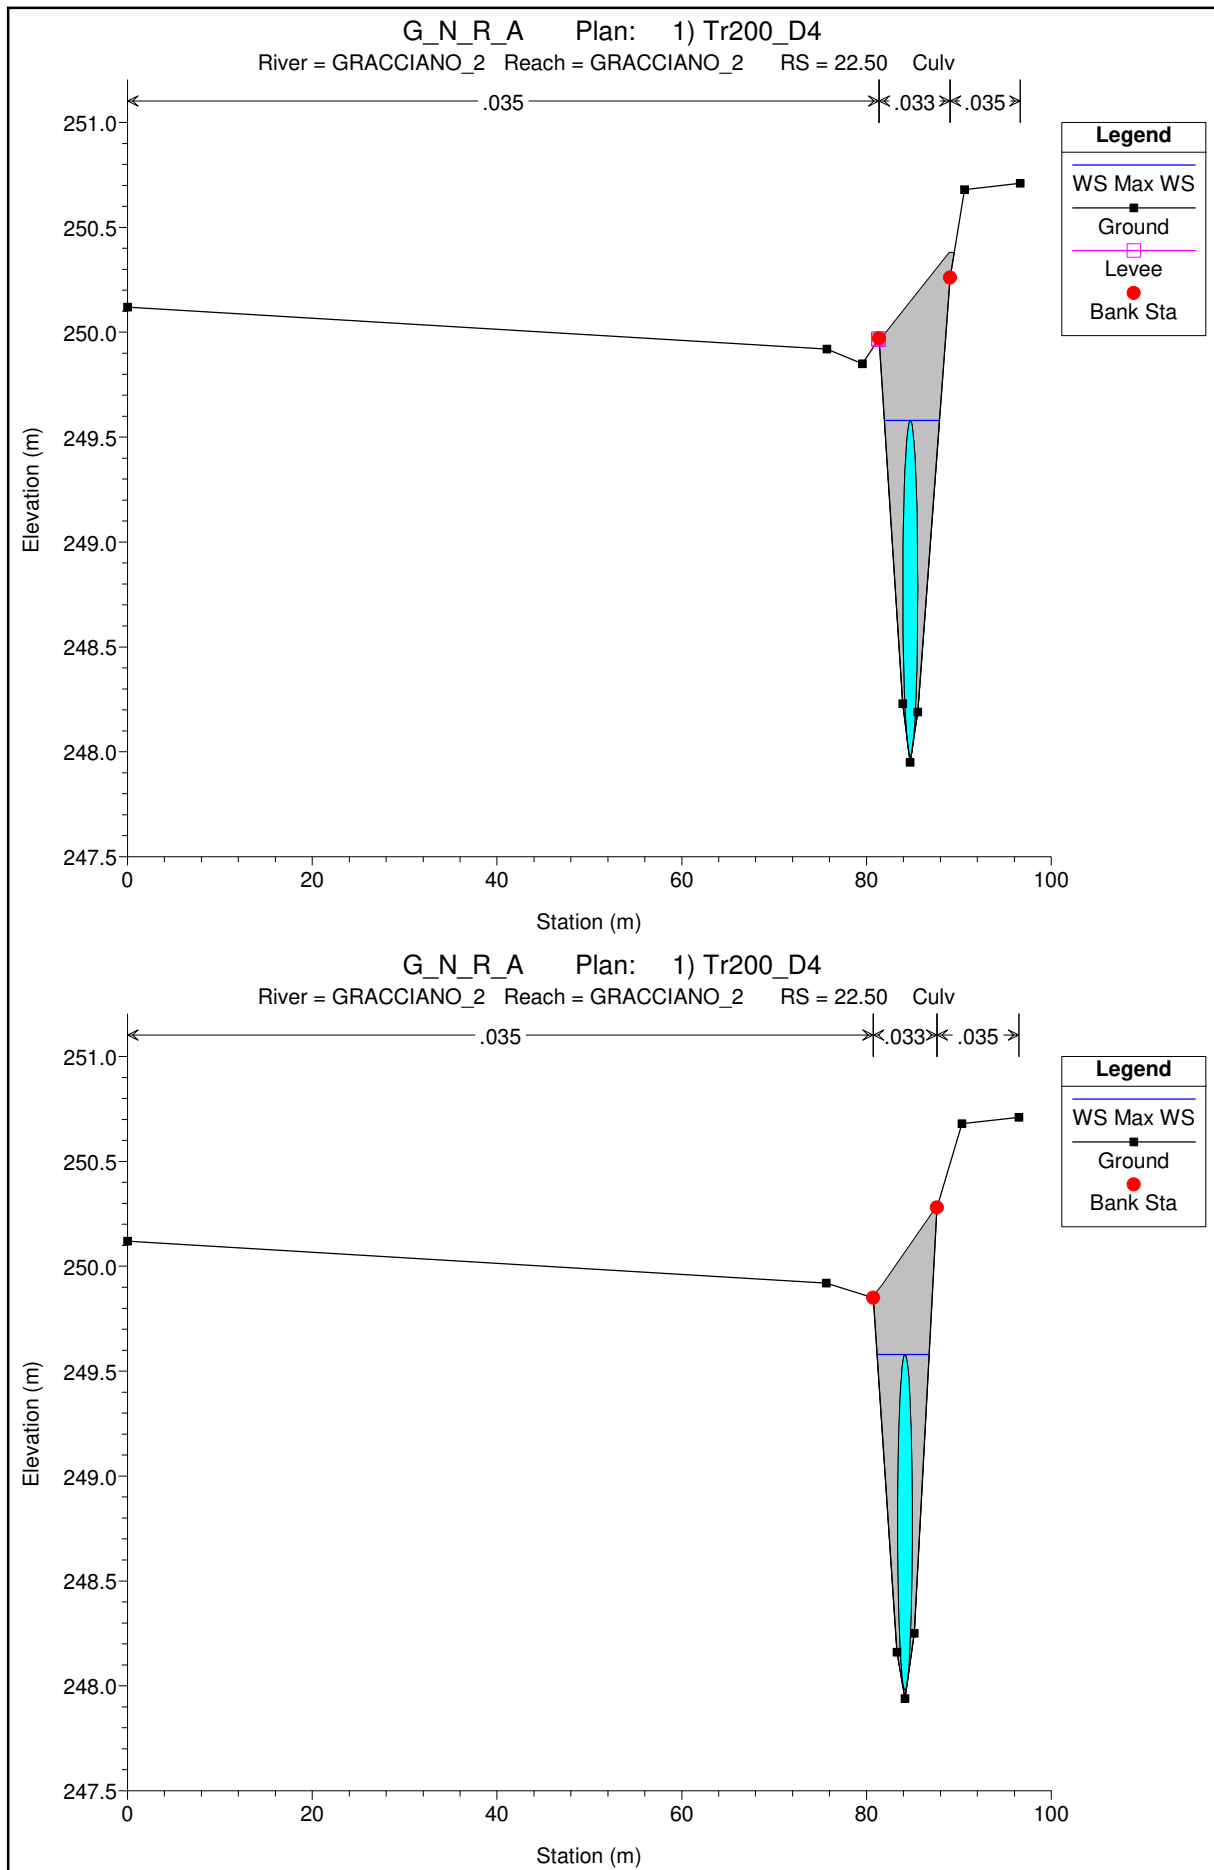 G_N_R_A Plan: 1) Tr200_D4
River = GRACCIANO_2 Reach = GRACCIANO_2 RS = 22.50 Culv
.035 .033 .035
Legend
WS Max WS
Ground
Levee
Bank Sta
251.0
250.5
250.0
249.5
249.0
248.5
248.0
247.5
Elevation (m)
0 20 40 60 80 100
Station (m)
G_N_R_A Plan: 1) Tr200_D4
River = GRACCIANO_2 Reach = GRACCIANO_2 RS = 22.50 Culv
.035 .033 .035
Legend
WS Max WS
Ground
Bank Sta
251.0
250.5
250.0
249.5
249.0
248.5
248.0
247.5
Elevation (m)
0 20 40 60 80 100
Station (m)